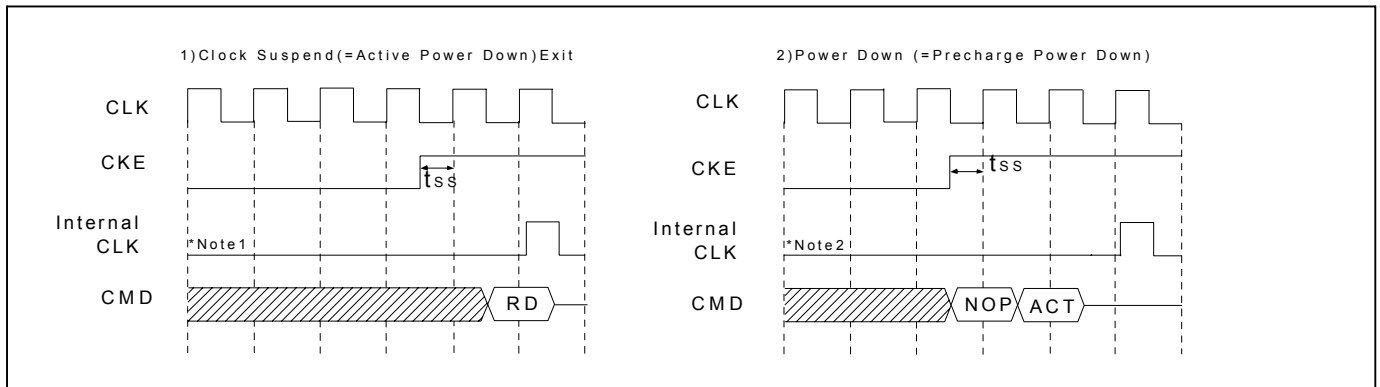 1)Clock Suspend(=Active Power Down)Exit
CLK
CKE
tss
Internal
CLK
*Note1
CMD
RD
2)Power Down (=Precharge Power Down)
CLK
CKE
tss
Internal
CLK
*Note2
CMD
NOP
ACT